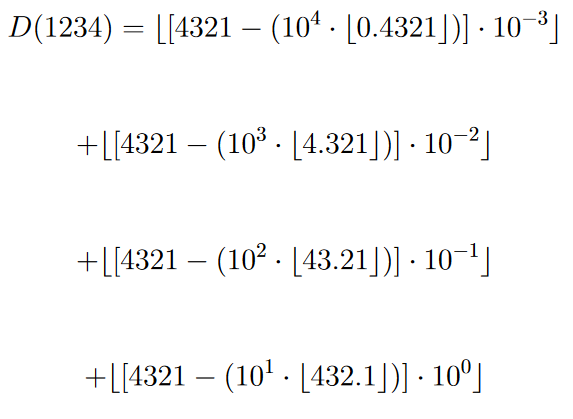 D(1234) = ⌊[4321 − (10⁴ · ⌊0.4321⌋)] · 10⁻³⌋
+⌊[4321 − (10³ · ⌊4.321⌋)] · 10⁻²⌋
+⌊[4321 − (10² · ⌊43.21⌋)] · 10⁻¹⌋
+⌊[4321 − (10¹ · ⌊432.1⌋)] · 10⁰⌋